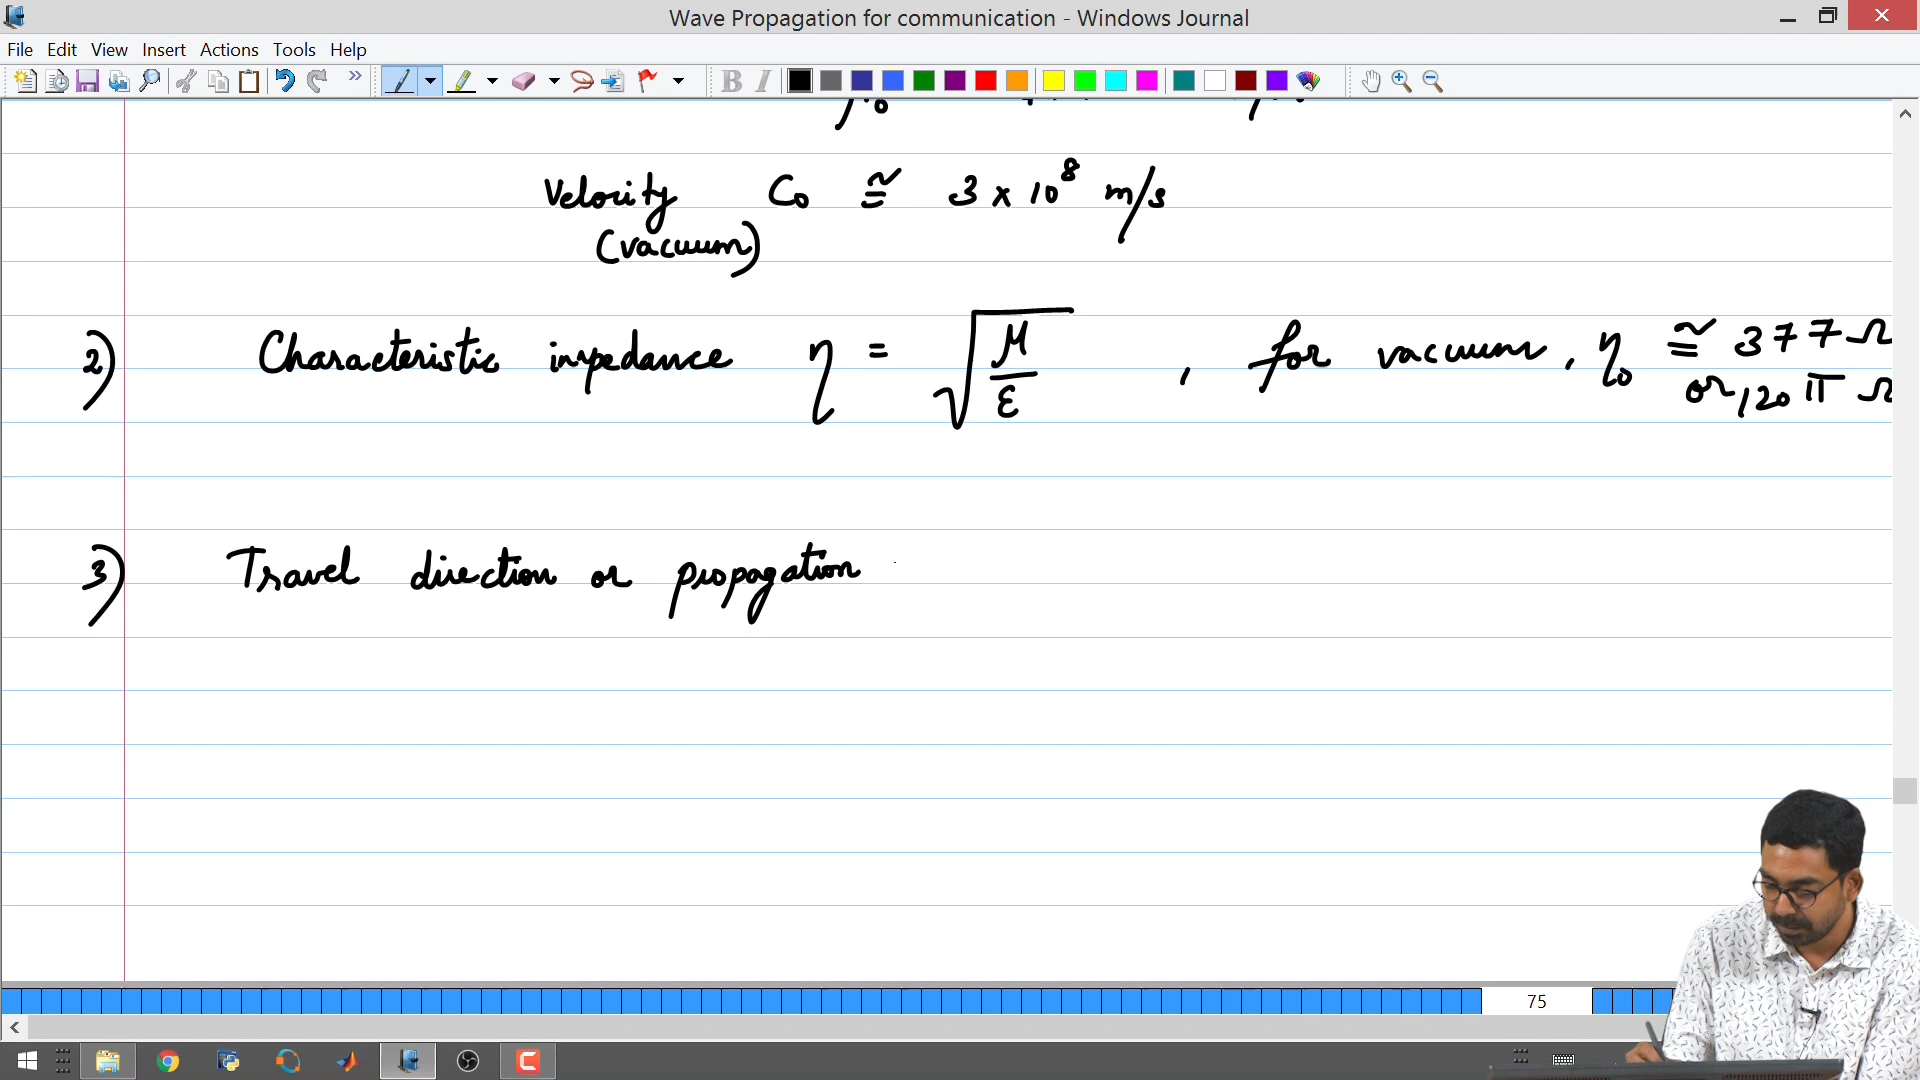 Wave Propagation for communication - Windows Journal
File Edit View Insert Actions Tools Help
B I
Velocity C₀ ≅ 3 × 10⁸ m/s
(vacuum)
2) Characteristic impedance η = √(μ/ε) , for vacuum, η₀ ≅ 377 Ω
or 120 π Ω
3) Travel direction or propagation
75